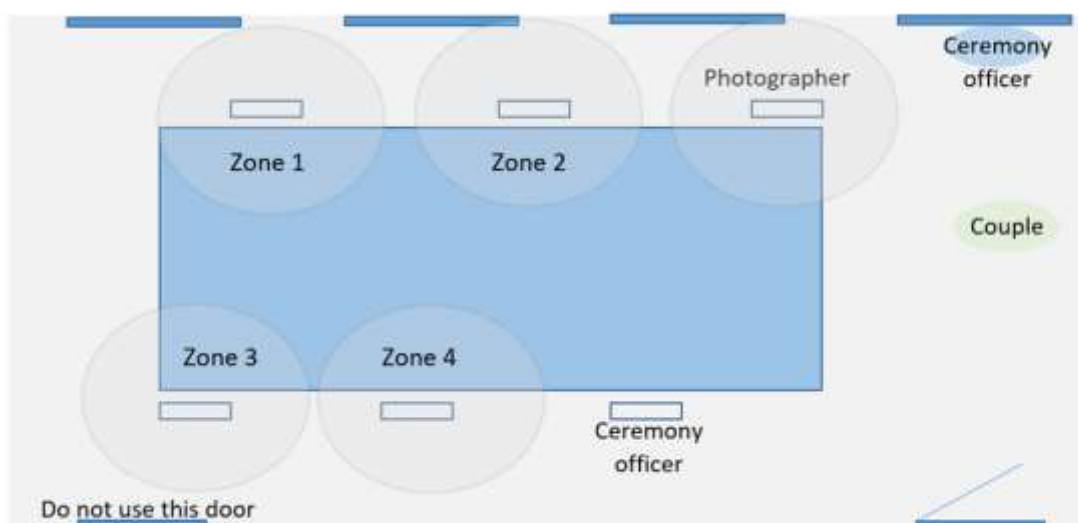 Ceremony
officer
Photographer
Zone 1
Zone 2
Couple
Zone 3
Zone 4
Ceremony
officer
Do not use this door